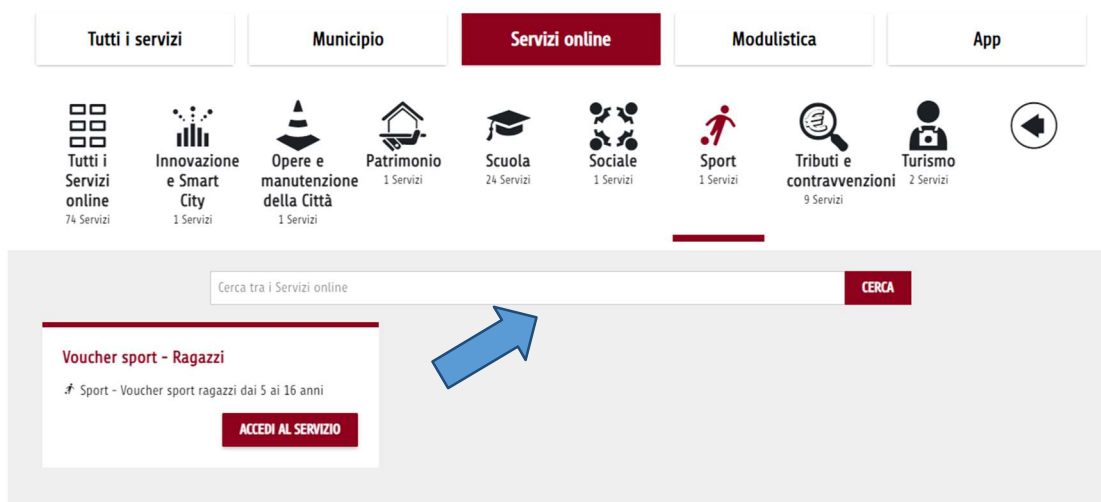 Tutti i servizi
Municipio
Servizi online
Modulistica
App
Tutti i
Servizi
online
74 Servizi
Innovazione
e Smart
City
1 Servizi
Opere e
manutenzione
della Città
1 Servizi
Patrimonio
1 Servizi
Scuola
24 Servizi
Sociale
1 Servizi
Sport
1 Servizi
Tributi e
contravvenzioni
9 Servizi
Turismo
2 Servizi
Cerca tra i Servizi online
CERCA
Voucher sport - Ragazzi
Sport - Voucher sport ragazzi dai 5 ai 16 anni
ACCEDI AL SERVIZIO